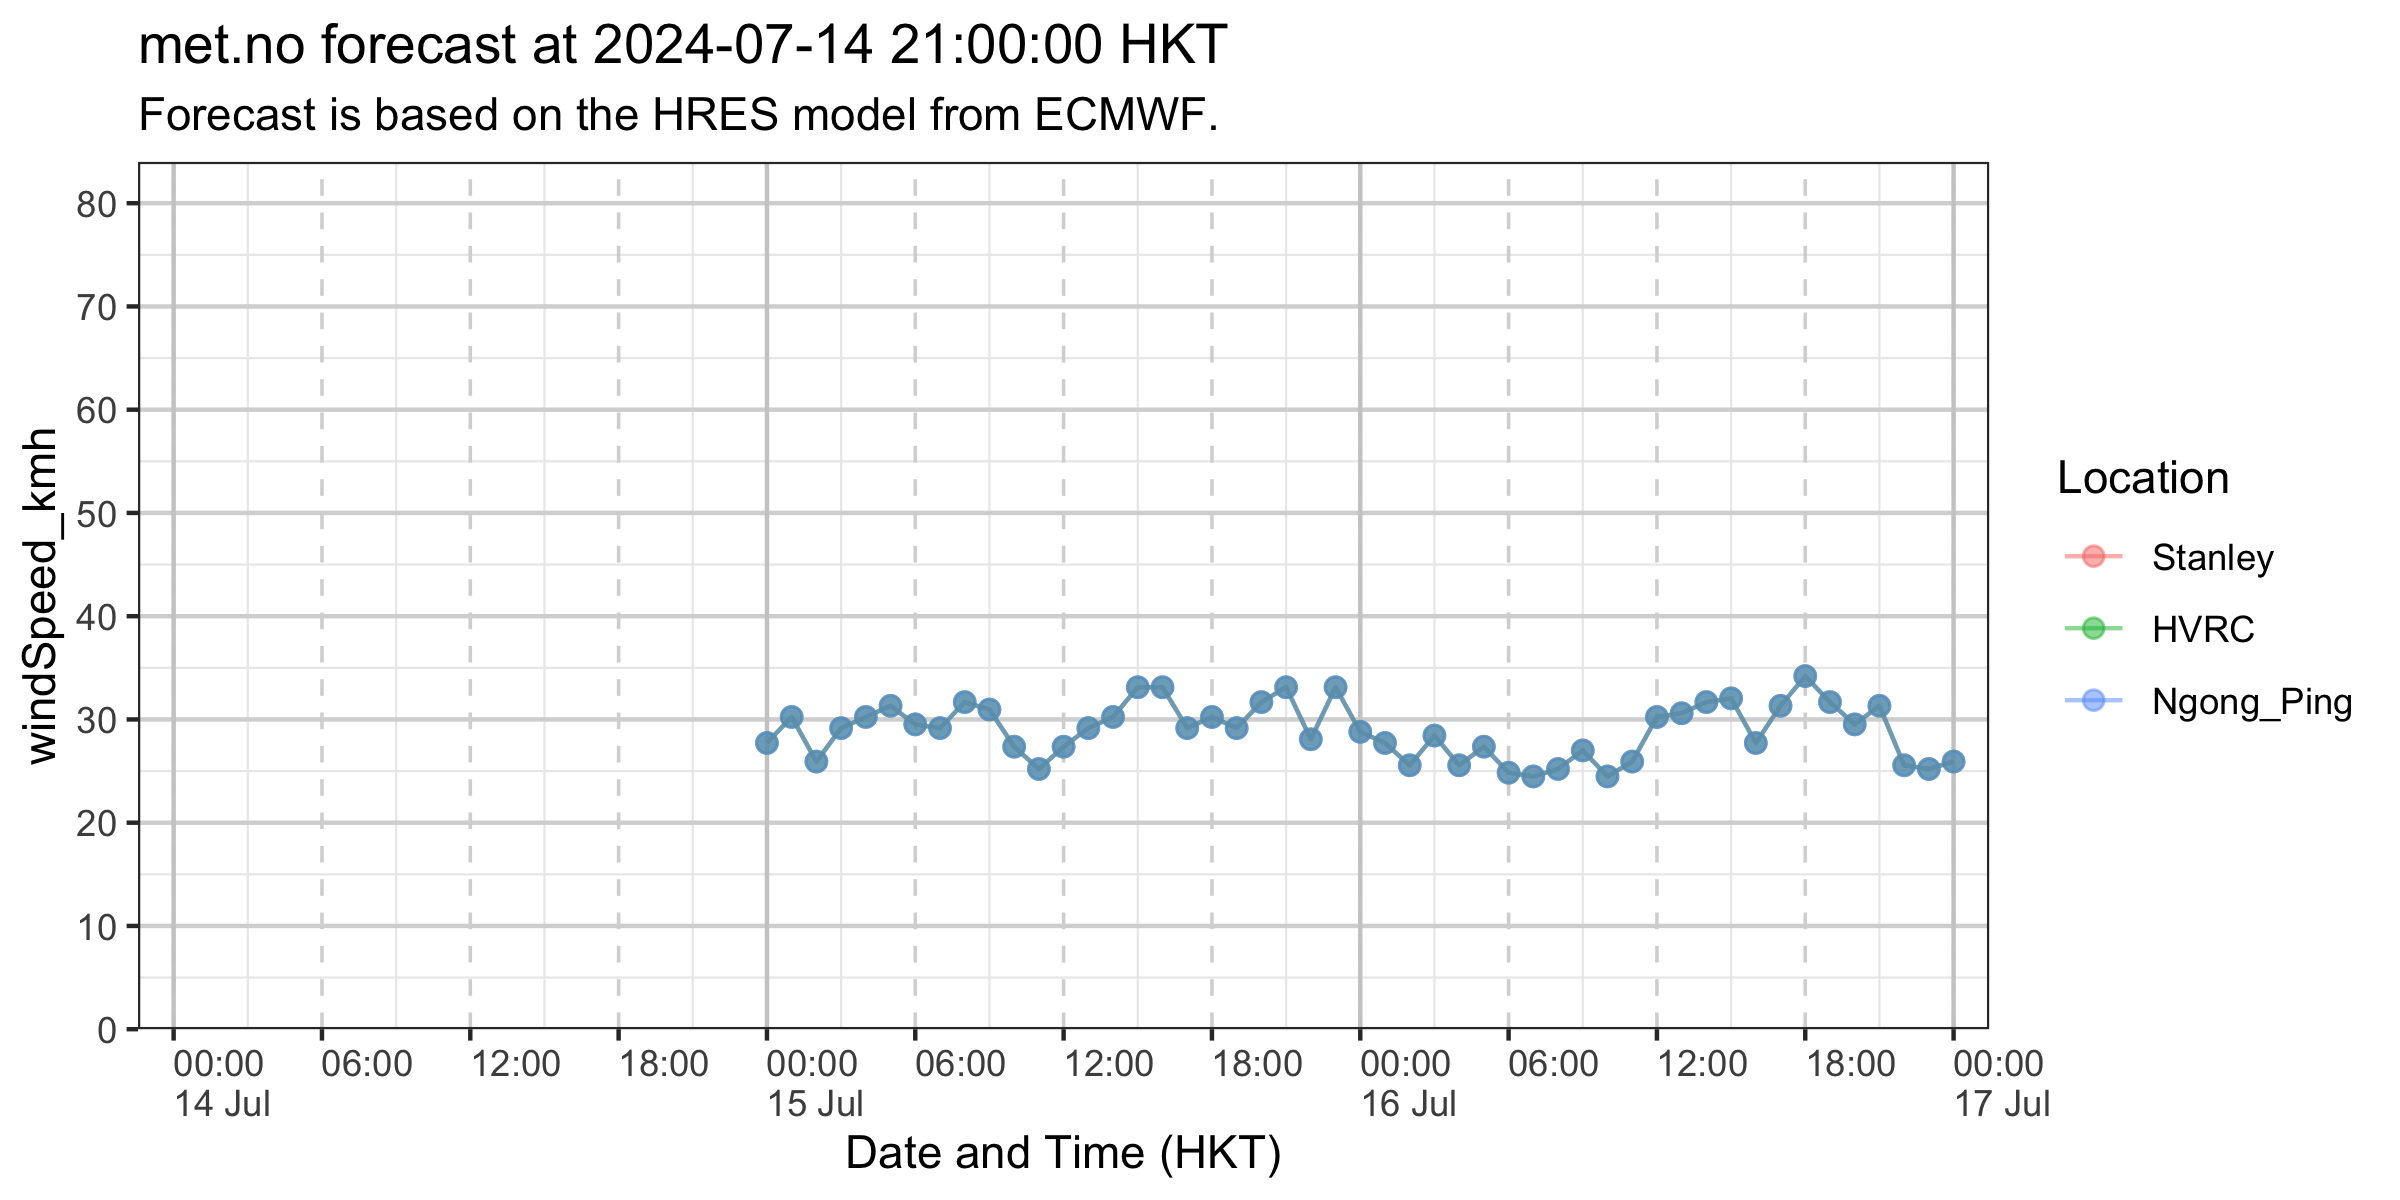 met.no forecast at 2024-07-14 21:00:00 HKT
Forecast is based on the HRES model from ECMWF.
windSpeed_kmh
80
70
60
50
40
30
20
10
0
00:00 06:00 12:00 18:00 00:00 06:00 12:00 18:00 00:00 06:00 12:00 18:00 00:00
14 Jul 15 Jul 16 Jul 17 Jul
Date and Time (HKT)
Location
Stanley
HVRC
Ngong_Ping